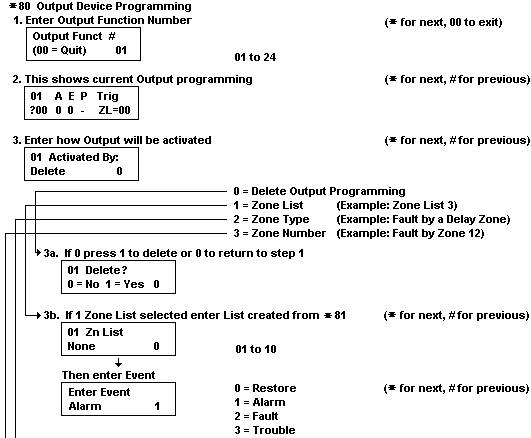 *80 Output Device Programming
1. Enter Output Function Number (* for next, 00 to exit)
Output Funct #
(00 = Quit) 01
01 to 24
2. This shows current Output programming (* for next, # for previous)
01 A E P Trig
?00 0 0 - ZL=00
3. Enter how Output will be activated (* for next, # for previous)
01 Activated By:
Delete 0
0 = Delete Output Programming
1 = Zone List (Example: Zone List 3)
2 = Zone Type (Example: Fault by a Delay Zone)
3 = Zone Number (Example: Fault by Zone 12)
3a. If 0 press 1 to delete or 0 to return to step 1
01 Delete?
0 = No 1 = Yes 0
3b. If 1 Zone List selected enter List created from *81 (* for next, # for previous)
01 Zn List
None 0
01 to 10
Then enter Event
Enter Event
Alarm 1
0 = Restore (* for next, # for previous)
1 = Alarm
2 = Fault
3 = Trouble